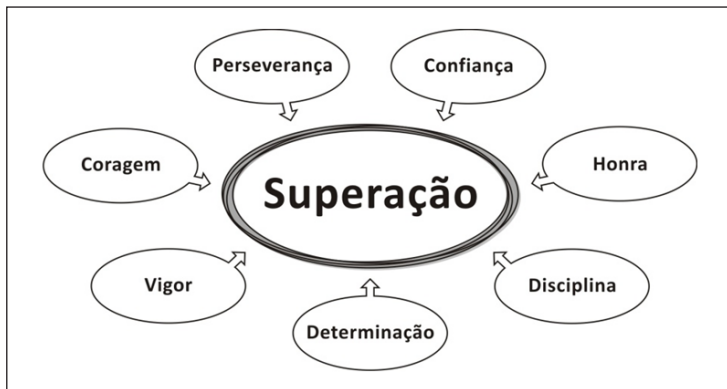 Perseverança
Confiança
Coragem
Superação
Honra
Vigor
Disciplina
Determinação